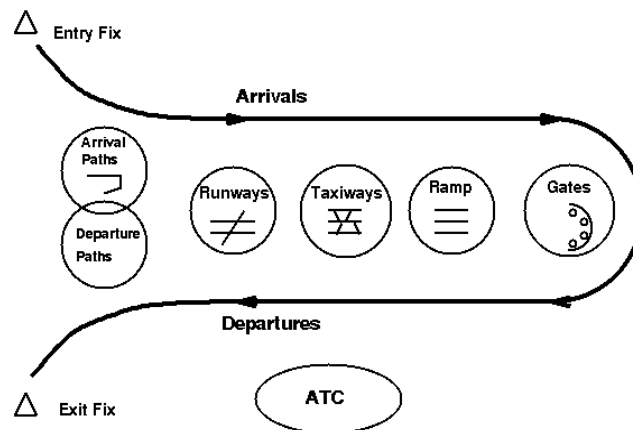 Entry Fix
Arrivals
Arrival
Paths
Departure
Paths
Runways
Taxiways
Ramp
Gates
Departures
ATC
Exit Fix